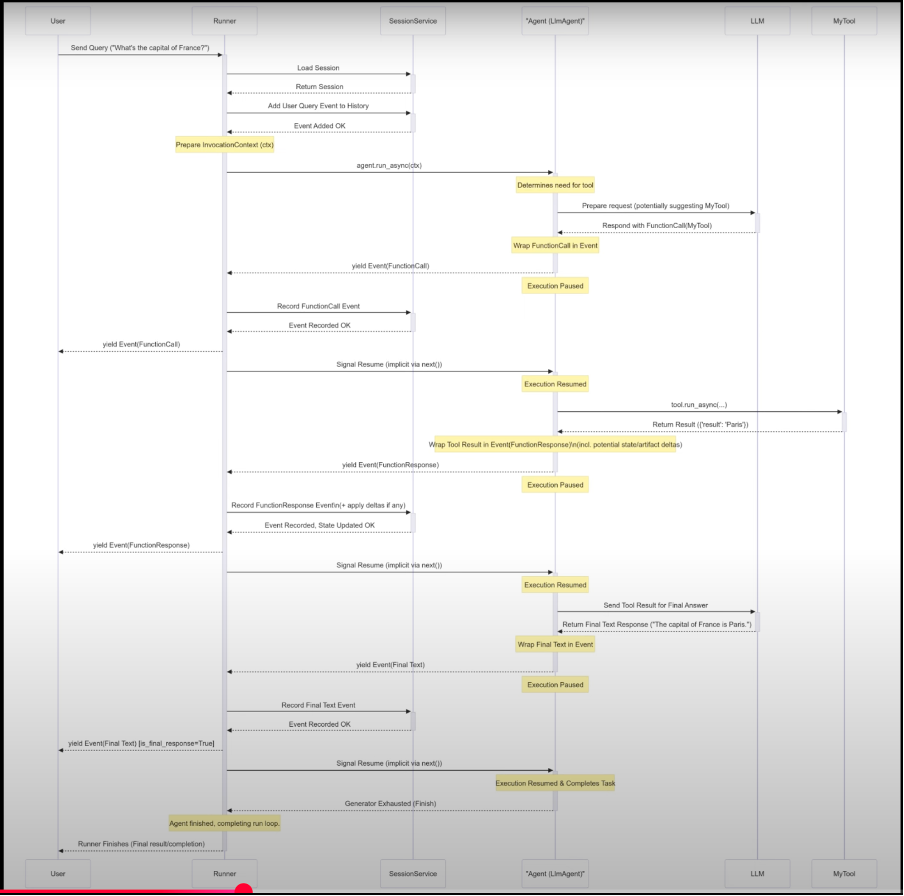 User Runner SessionService "Agent (LlmAgent)" LLM MyTool
Send Query ("What's the capital of France?")
Load Session
Return Session
Add User Query Event to History
Event Added OK
Prepare InvocationContext (ctx)
agent.run_async(ctx)
Determines need for tool
Prepare request (potentially suggesting MyTool)
Respond with FunctionCall(MyTool)
Wrap FunctionCall in Event
yield Event(FunctionCall)
Execution Paused
Record FunctionCall Event
Event Recorded OK
yield Event(FunctionCall)
Signal Resume (implicit via next())
Execution Resumed
tool.run_async(...)
Return Result ({'result': 'Paris'})
Wrap Tool Result in Event(FunctionResponse)\n(incl. potential state/artifact deltas)
yield Event(FunctionResponse)
Execution Paused
Record FunctionResponse Event\n(+ apply deltas if any)
Event Recorded, State Updated OK
yield Event(FunctionResponse)
Signal Resume (implicit via next())
Execution Resumed
Send Tool Result for Final Answer
Return Final Text Response ("The capital of France is Paris.")
Wrap Final Text in Event
yield Event(Final Text)
Execution Paused
Record Final Text Event
Event Recorded OK
yield Event(Final Text) [is_final_response=True]
Signal Resume (implicit via next())
Execution Resumed & Completes Task
Generator Exhausted (Finish)
Agent finished, completing run loop.
Runner Finishes (Final result/completion)
User Runner SessionService "Agent (LlmAgent)" LLM MyTool